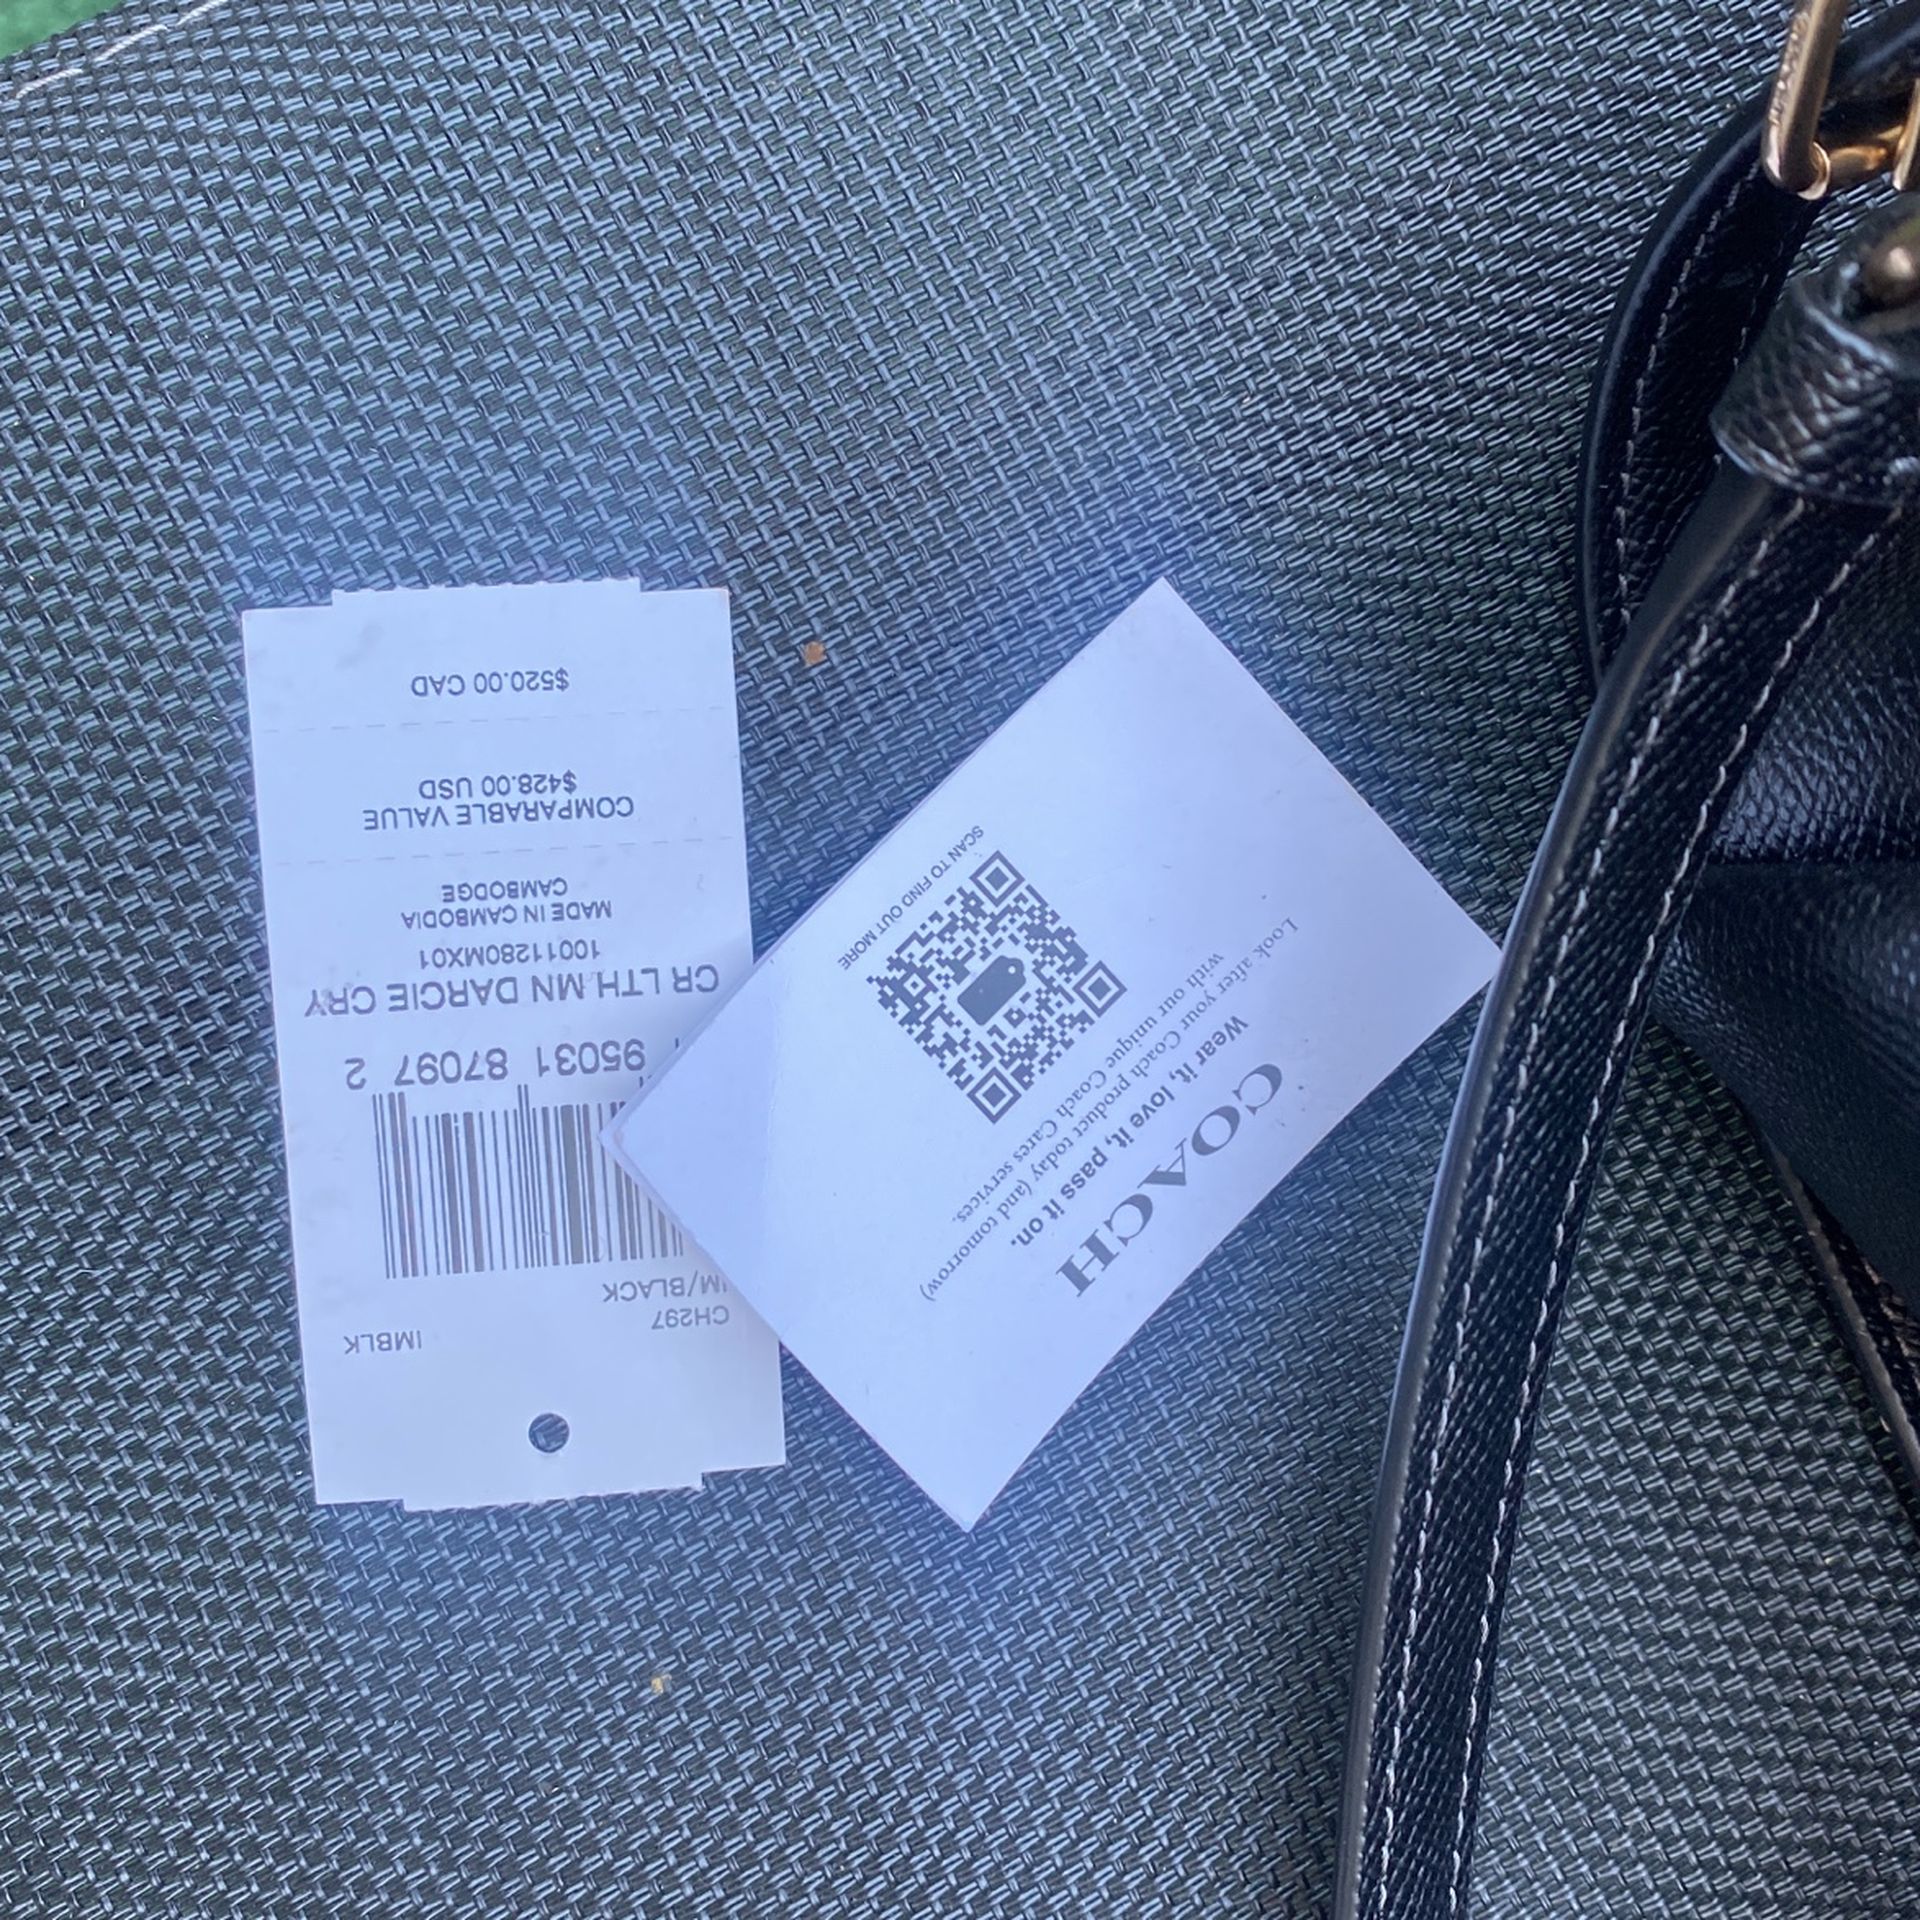 CH297 IMBLK
IM/BLACK
95031 87097 2
CR LTH MN DARCIE CRY
10011280MX01
MADE IN CAMBODIA
CAMBODGE
COMPARABLE VALUE
$428.00 USD
$520.00 CAD
COACH
Wear it, love it, pass it on.
Look after your Coach product today (and tomorrow)
with our unique Coach Cares services.
SCAN TO FIND OUT MORE